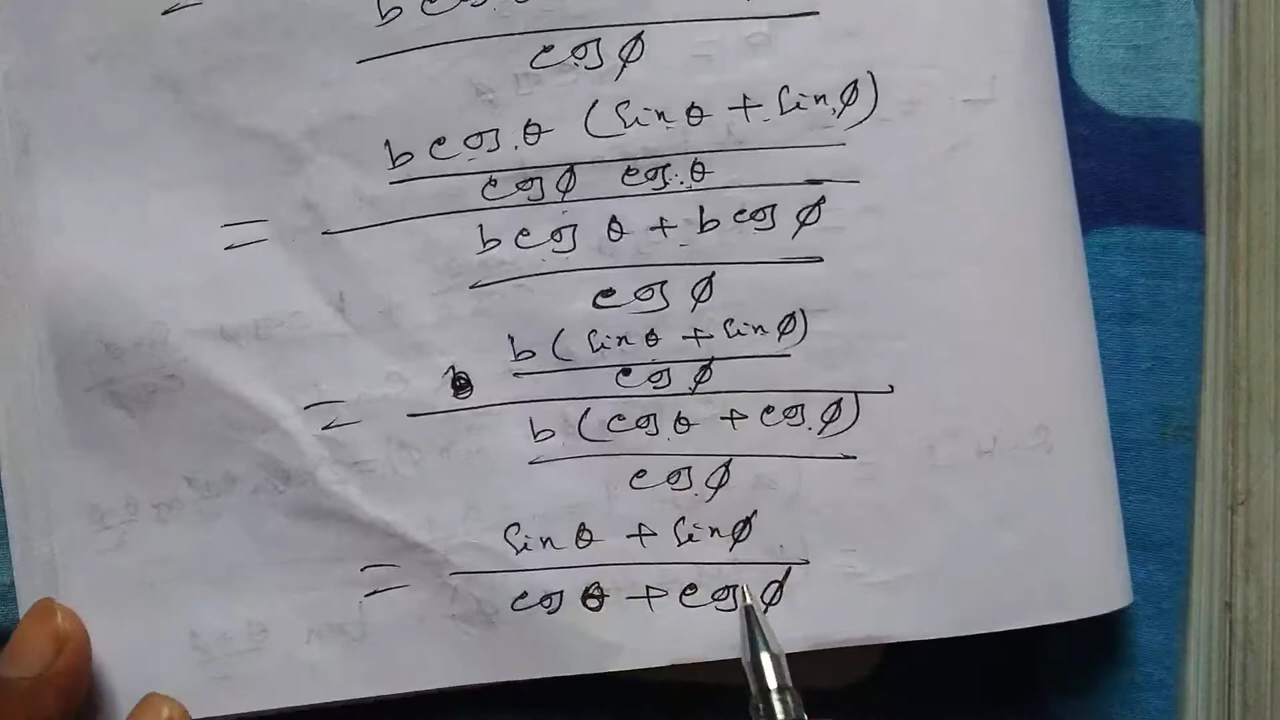 =
cos φ
b cos θ (sin θ + sin φ)
cos φ cos θ
=
b cos θ + b cos φ
cos φ
b (sin θ + sin φ)
cos φ
=
b (cos θ + cos φ)
cos φ
sin θ + sin φ
=
cos θ + cos φ